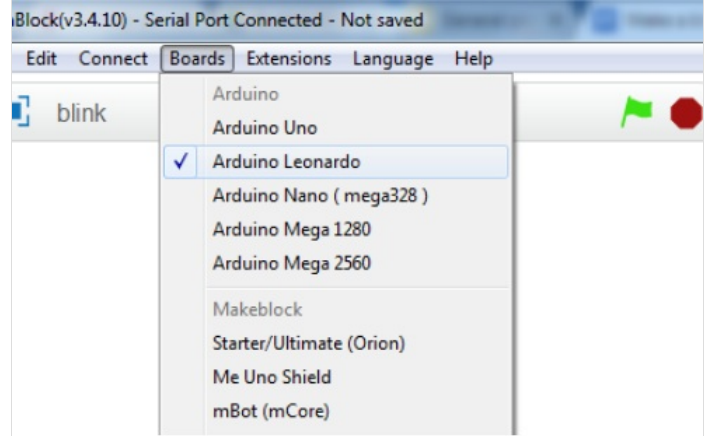 Block(v3.4.10) - Serial Port Connected - Not saved
Edit Connect Boards Extensions Language Help
blink
Arduino
Arduino Uno
✓ Arduino Leonardo
Arduino Nano ( mega328 )
Arduino Mega 1280
Arduino Mega 2560
Makeblock
Starter/Ultimate (Orion)
Me Uno Shield
mBot (mCore)